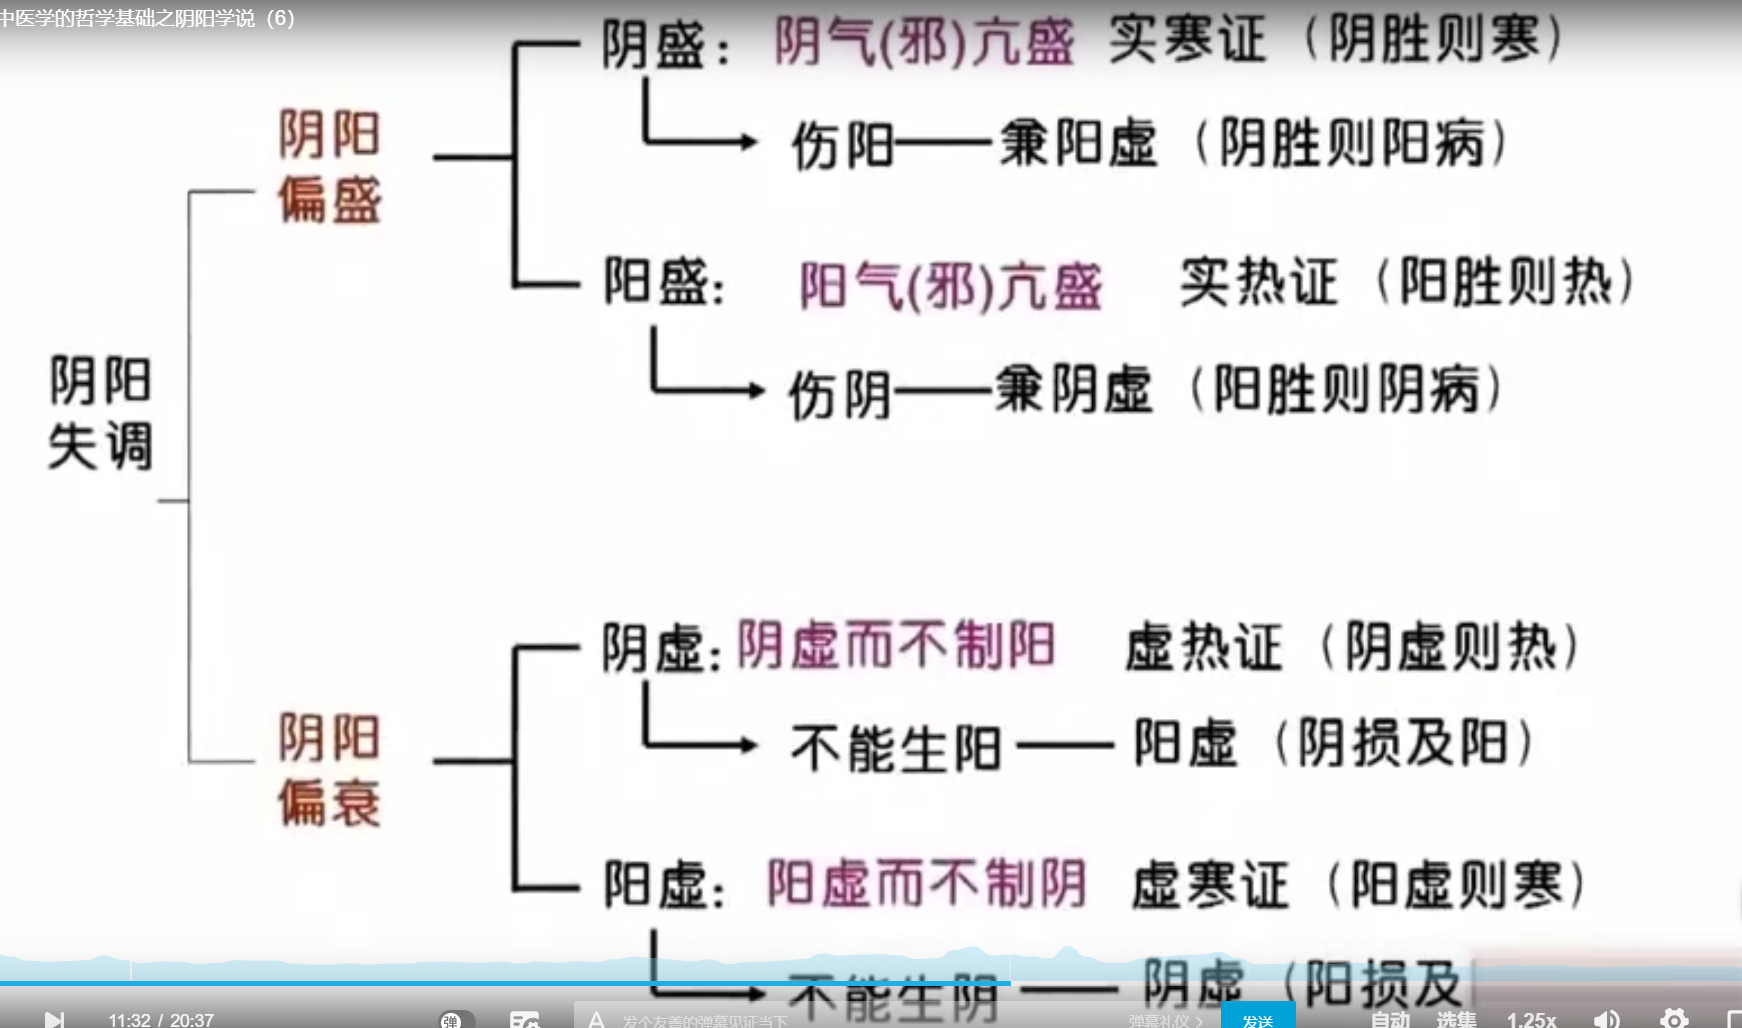 中医学的哲学基础之阴阳学说（6）
阴盛： 阴气(邪)亢盛 实寒证（阴胜则寒）
伤阳——兼阳虚（阴胜则阳病）
阴阳
偏盛
阳盛： 阳气(邪)亢盛 实热证（阳胜则热）
伤阴——兼阴虚（阳胜则阴病）
阴阳
失调
阴虚：阴虚而不制阳 虚热证（阴虚则热）
不能生阳——阳虚（阴损及阳）
阴阳
偏衰
阳虚： 阳虚而不制阴 虚寒证（阳虚则寒）
不能生阴——阴虚（阳损及
11:32 / 20:37 弹 A 发个友善的弹幕见证当下 弹幕礼仪 发送 自动 选集 1.25x